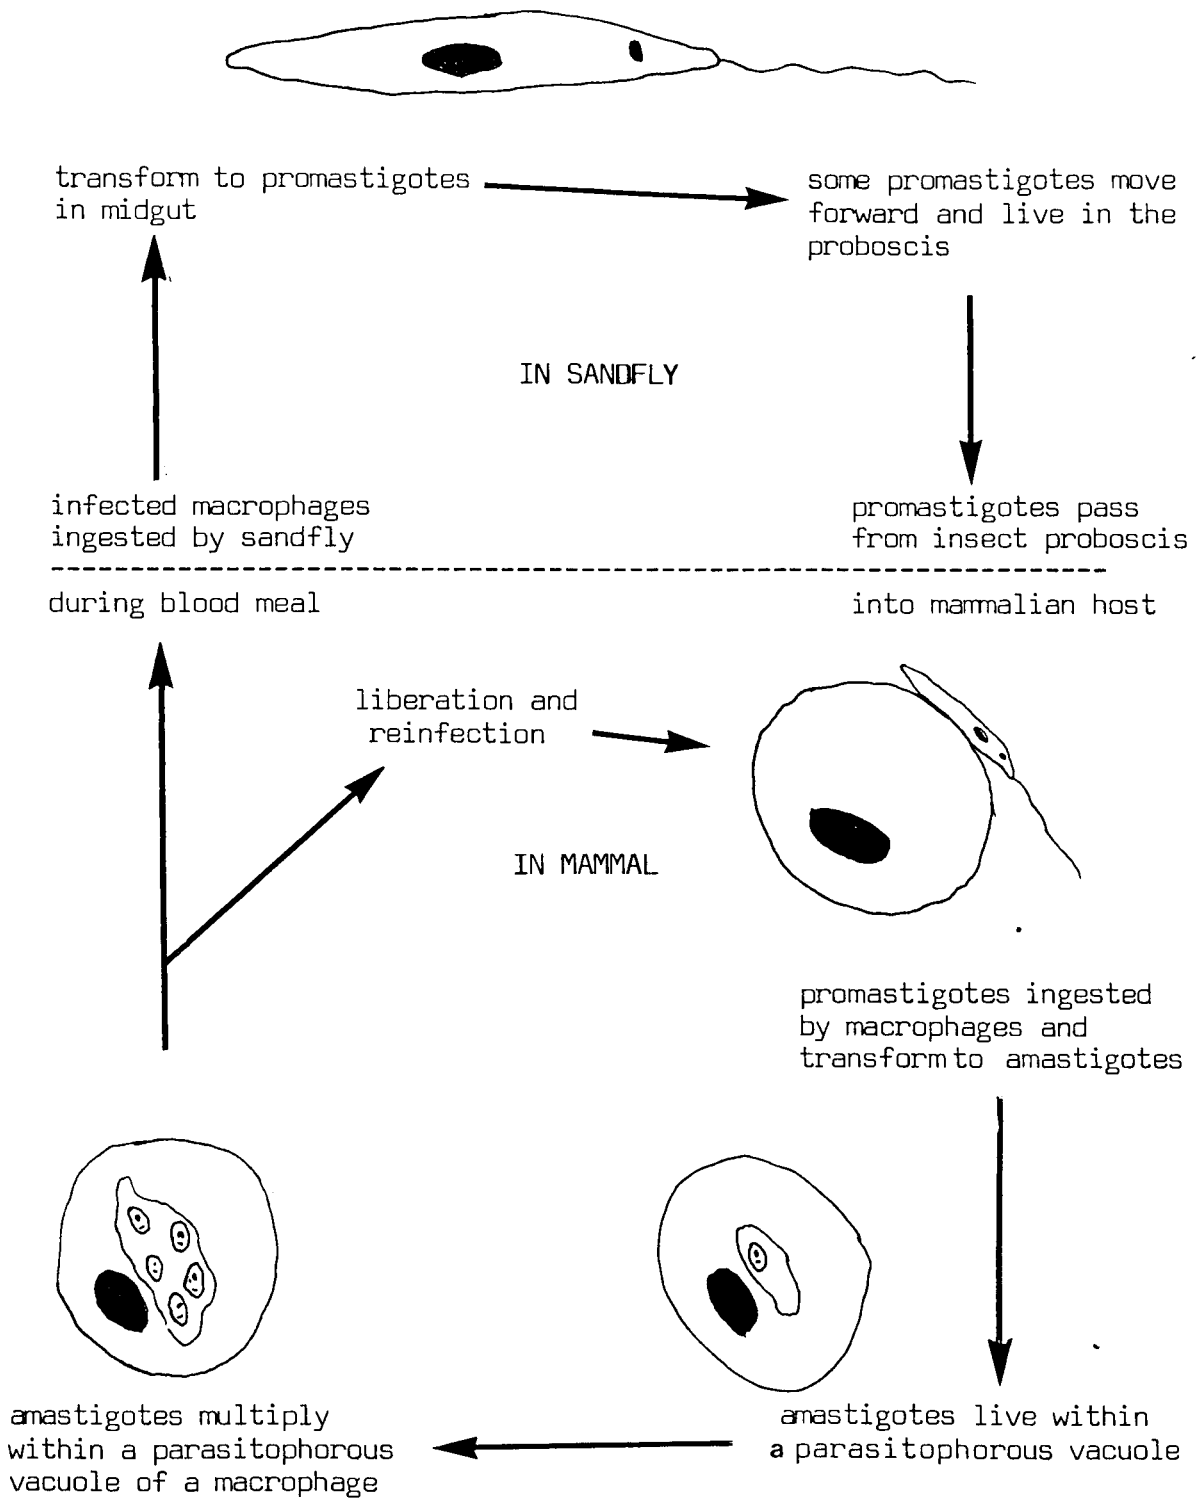 transform to promastigotes
in midgut
some promastigotes move
forward and live in the
proboscis
IN SANDFLY
infected macrophages
ingested by sandfly
promastigotes pass
from insect proboscis
during blood meal
into mammalian host
liberation and
reinfection
IN MAMMAL
promastigotes ingested
by macrophages and
transform to amastigotes
amastigotes multiply
within a parasitophorous
vacuole of a macrophage
amastigotes live within
a parasitophorous vacuole